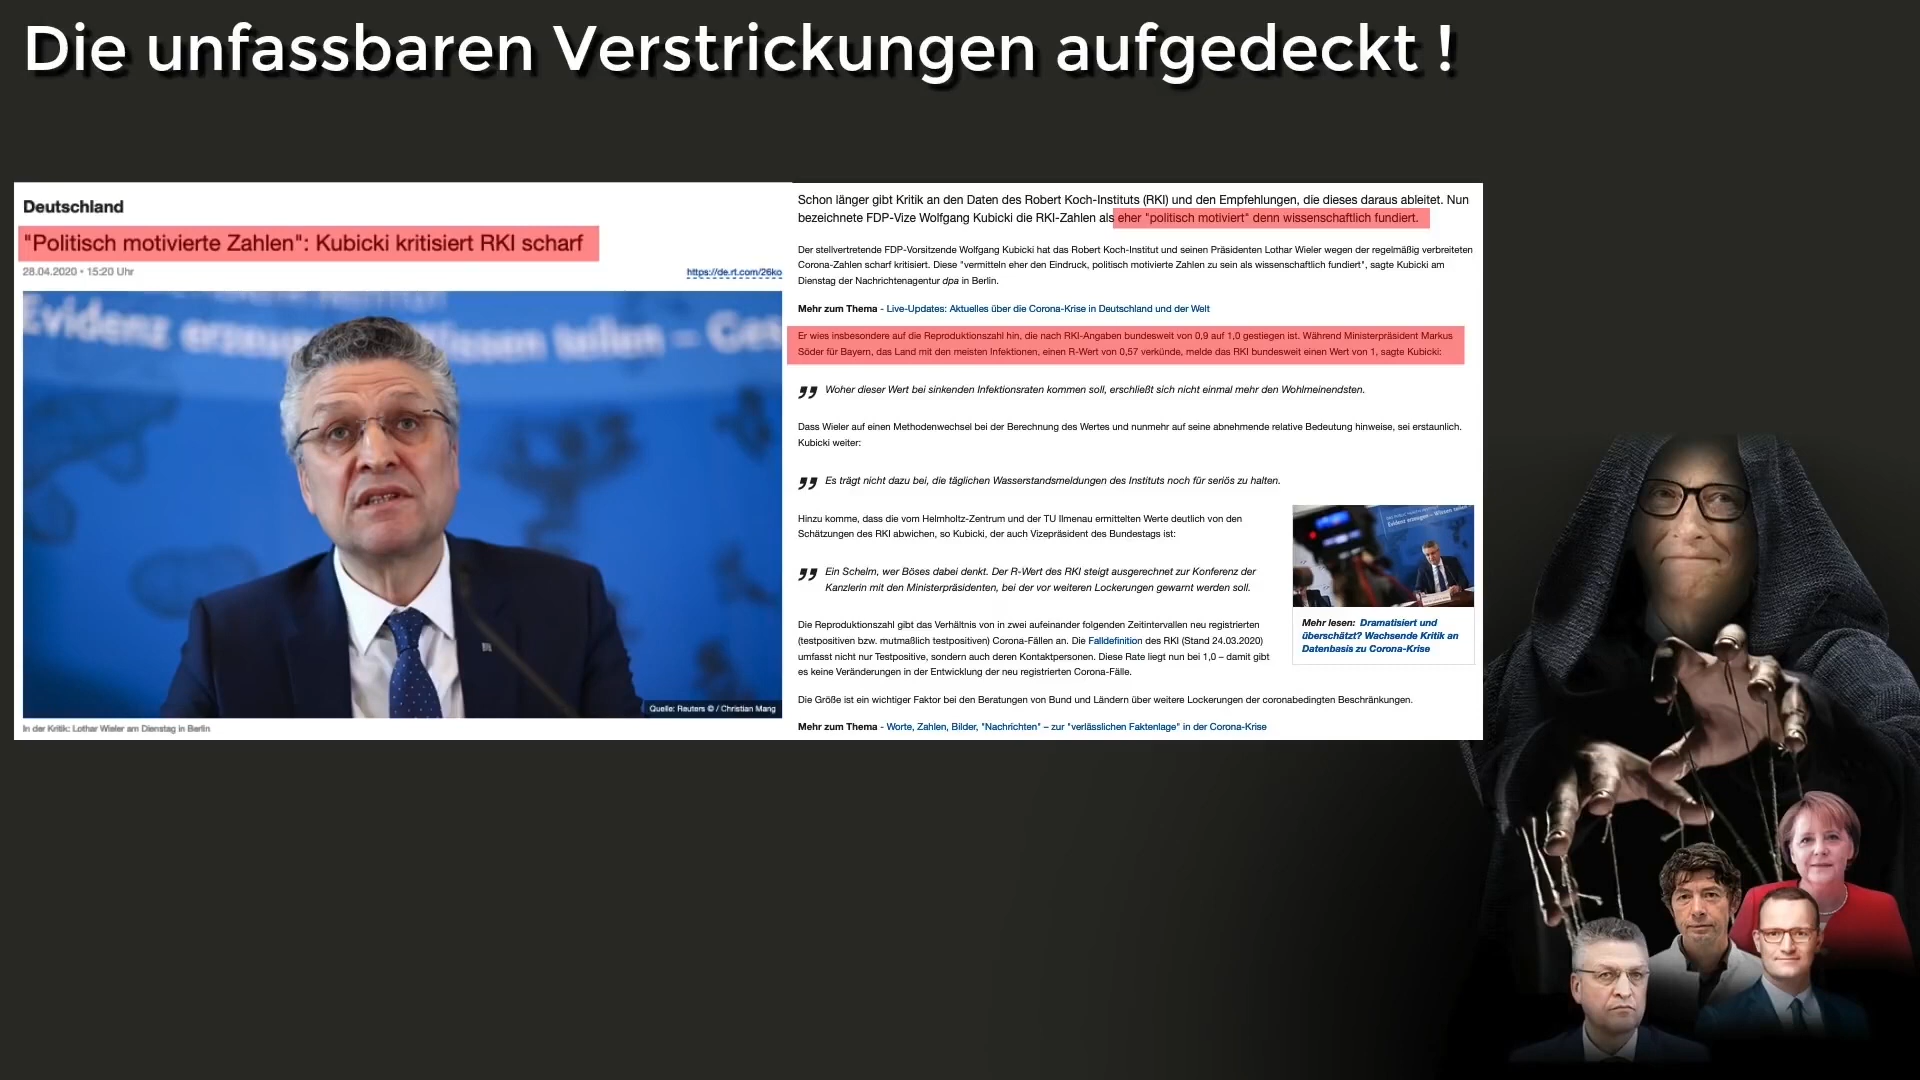 Die unfassbaren Verstrickungen aufgedeckt !
Deutschland
"Politisch motivierte Zahlen": Kubicki kritisiert RKI scharf
28.04.2020 • 15:20 Uhr
https://de.rt.com/26ko
Evidenz erzeugen – Wissen teilen – Ges
Quelle: Reuters © / Christian Mang
In der Kritik: Lothar Wieler am Dienstag in Berlin
Schon länger gibt Kritik an den Daten des Robert Koch-Instituts (RKI) und den Empfehlungen, die dieses daraus ableitet. Nun
bezeichnete FDP-Vize Wolfgang Kubicki die RKI-Zahlen als eher "politisch motiviert" denn wissenschaftlich fundiert.
Der stellvertretende FDP-Vorsitzende Wolfgang Kubicki hat das Robert Koch-Institut und seinen Präsidenten Lothar Wieler wegen der regelmäßig verbreiteten
Corona-Zahlen scharf kritisiert. Diese "vermitteln eher den Eindruck, politisch motivierte Zahlen zu sein als wissenschaftlich fundiert", sagte Kubicki am
Dienstag der Nachrichtenagentur dpa in Berlin.
Mehr zum Thema - Live-Updates: Aktuelles über die Corona-Krise in Deutschland und der Welt
Er wies insbesondere auf die Reproduktionszahl hin, die nach RKI-Angaben bundesweit von 0,9 auf 1,0 gestiegen ist. Während Ministerpräsident Markus
Söder für Bayern, das Land mit den meisten Infektionen, einen R-Wert von 0,57 verkünde, melde das RKI bundesweit einen Wert von 1, sagte Kubicki:
Woher dieser Wert bei sinkenden Infektionsraten kommen soll, erschließt sich nicht einmal mehr den Wohlmeinendsten.
Dass Wieler auf einen Methodenwechsel bei der Berechnung des Wertes und nunmehr auf seine abnehmende relative Bedeutung hinweise, sei erstaunlich.
Kubicki weiter:
Es trägt nicht dazu bei, die täglichen Wasserstandsmeldungen des Instituts noch für seriös zu halten.
Hinzu komme, dass die vom Helmholtz-Zentrum und der TU Ilmenau ermittelten Werte deutlich von den
Schätzungen des RKI abwichen, so Kubicki, der auch Vizepräsident des Bundestags ist:
Ein Schelm, wer Böses dabei denkt. Der R-Wert des RKI steigt ausgerechnet zur Konferenz der
Kanzlerin mit den Ministerpräsidenten, bei der vor weiteren Lockerungen gewarnt werden soll.
Die Reproduktionszahl gibt das Verhältnis von in zwei aufeinander folgenden Zeitintervallen neu registrierten
(testpositiven bzw. mutmaßlich testpositiven) Corona-Fällen an. Die Falldefinition des RKI (Stand 24.03.2020)
umfasst nicht nur Testpositive, sondern auch deren Kontaktpersonen. Diese Rate liegt nun bei 1,0 – damit gibt
es keine Veränderungen in der Entwicklung der neu registrierten Corona-Fälle.
Mehr lesen: Dramatisiert und
überschätzt? Wachsende Kritik an
Datenbasis zu Corona-Krise
Die Größe ist ein wichtiger Faktor bei den Beratungen von Bund und Ländern über weitere Lockerungen der coronabedingten Beschränkungen.
Mehr zum Thema - Worte, Zahlen, Bilder, "Nachrichten" – zur "verlässlichen Faktenlage" in der Corona-Krise